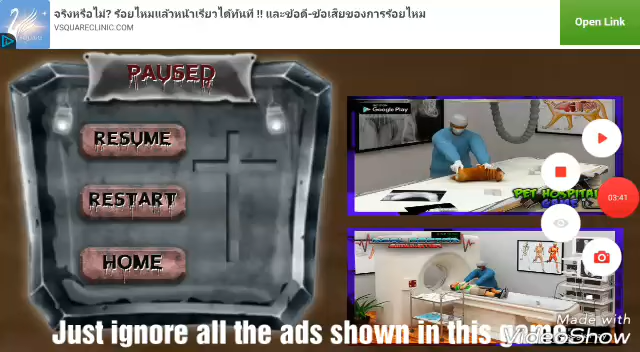 จริงหรือไม่? ร้อยไหมแล้วหน้าเรียวได้ทันที !! และข้อดี-ข้อเสียของการร้อยไหม
VSQUARECLINIC.COM
Open Link
PAUSED
RESUME
RESTART
HOME
Google Play
PET HOSPITAL
GAME
03:41
Just ignore all the ads shown in this game
Made with
VideoShow